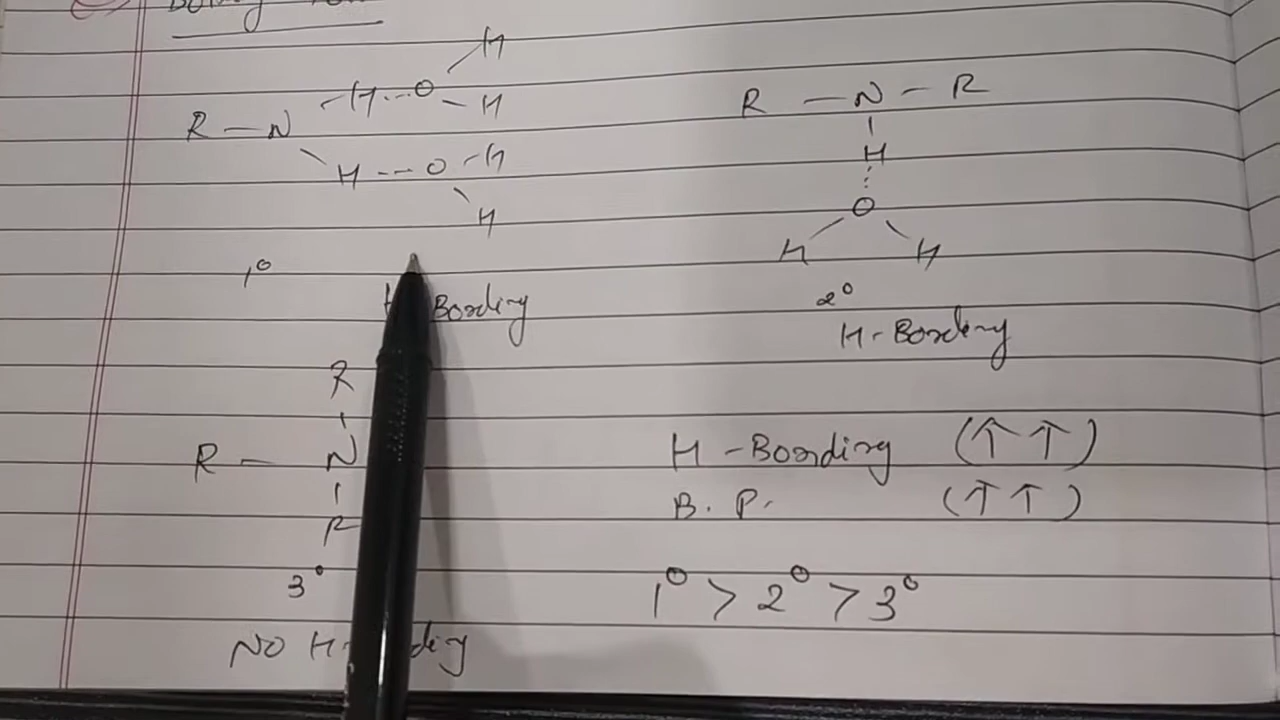 H
R - N - H --- O - H
H --- O - H
H
1°
Bonding
R - N - R
H
O
H H
2°
H - Bonding
R
R - N
R
3°
NO H
H - Bonding (↑↑)
B. P. (↑↑)
1° > 2° > 3°